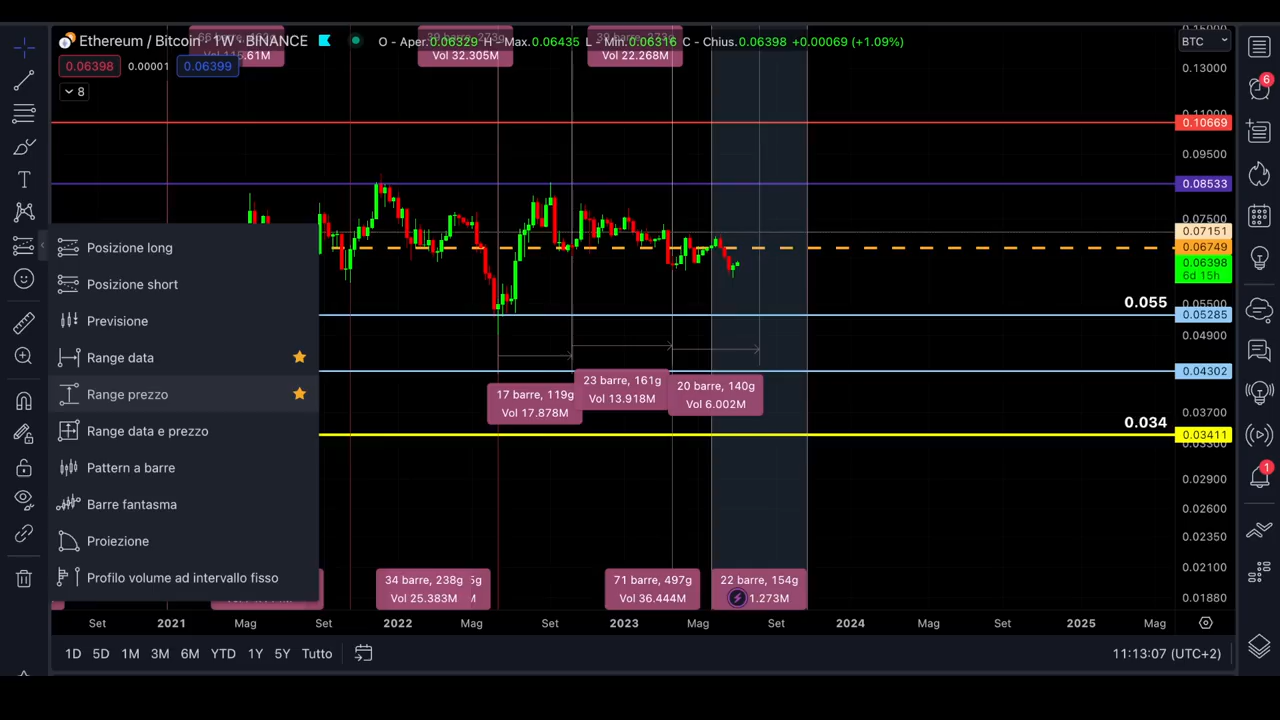 Ethereum / Bitcoin · 1W · BINANCE
O - Aper.0.06329 H - Max.0.06435 L - Min.0.06316 C - Chius.0.06398 +0.00069 (+1.09%)
BTC
Vol 32.305M
Vol 22.268M
0.06398
0.00001
0.06399
8
0.13000
0.11000
0.10669
0.09500
0.08533
0.07500
0.07151
0.06749
0.06398
6d 15h
0.055
0.05500
0.05285
0.04900
0.04302
0.03700
0.034
0.03411
0.03300
0.02900
0.02600
0.02350
0.02100
0.01880
6
1
Posizione long
Posizione short
Previsione
Range data
Range prezzo
Range data e prezzo
Pattern a barre
Barre fantasma
Proiezione
Profilo volume ad intervallo fisso
17 barre, 119g
Vol 17.878M
23 barre, 161g
Vol 13.918M
20 barre, 140g
Vol 6.002M
34 barre, 238g
Vol 25.383M
71 barre, 497g
Vol 36.444M
22 barre, 154g
1.273M
Set
2021
Mag
Set
2022
Mag
Set
2023
Mag
Set
2024
Mag
Set
2025
Mag
1D 5D 1M 3M 6M YTD 1Y 5Y Tutto
11:13:07 (UTC+2)